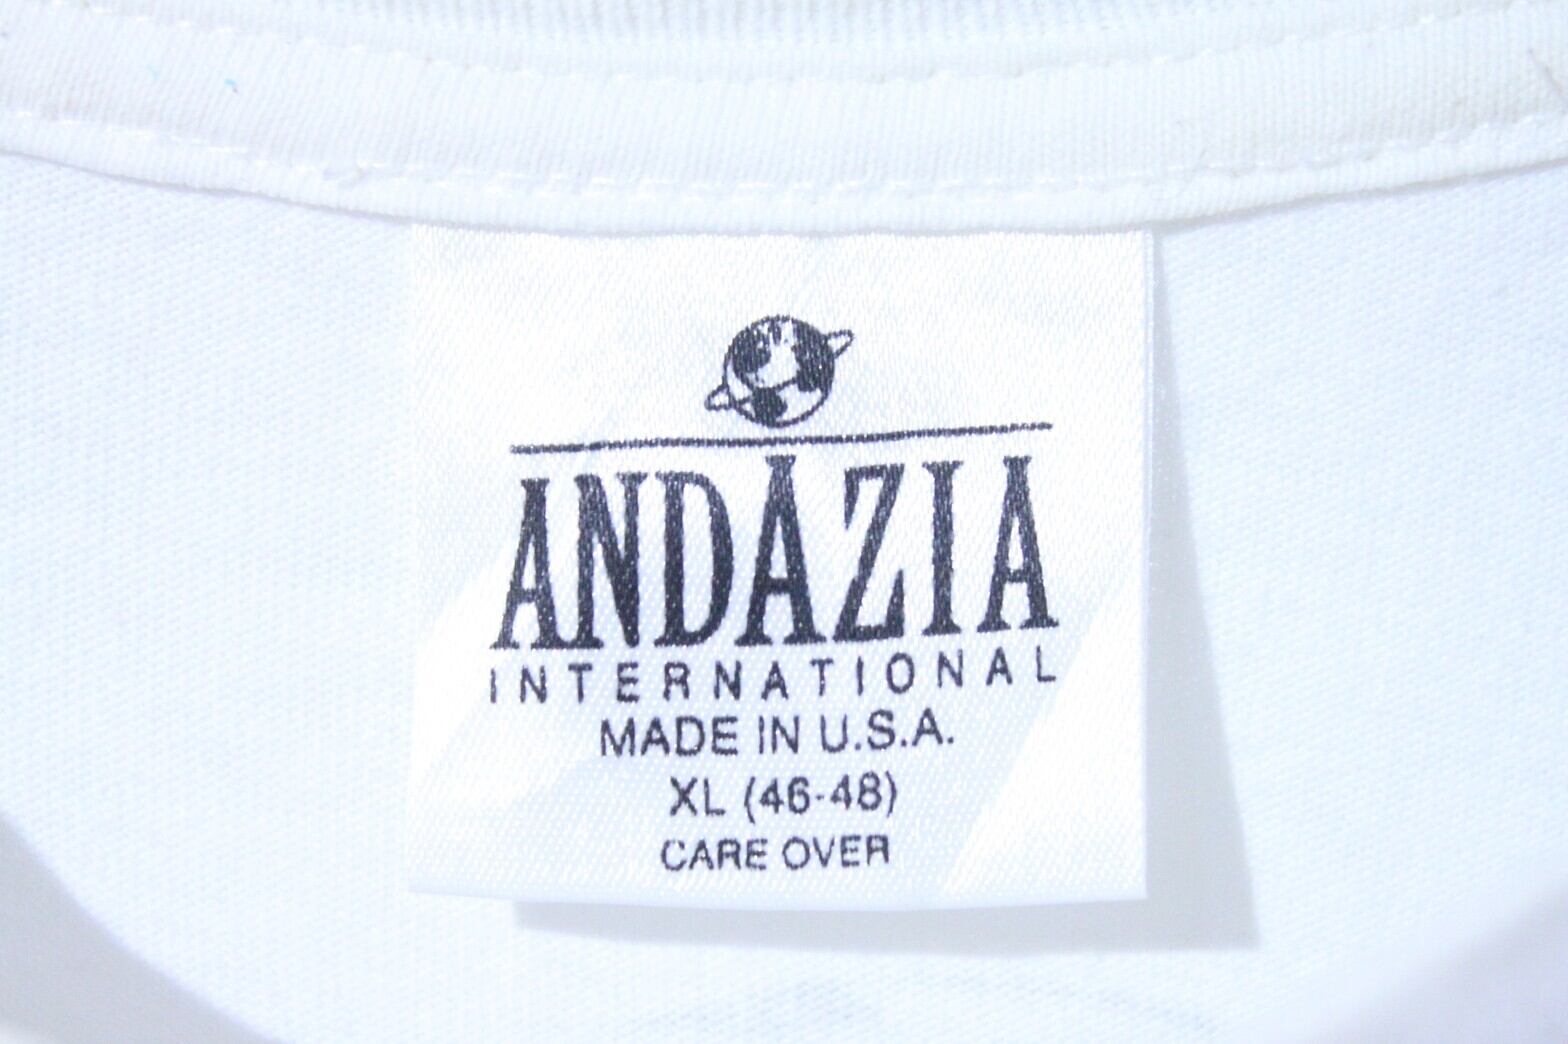 ANDAZIA
INTERNATIONAL
MADE IN U.S.A.
XL (46-48)
CARE OVER